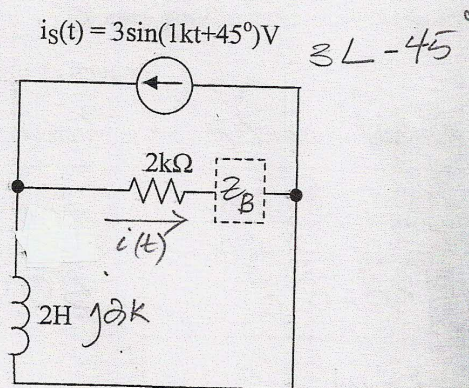 iS(t) = 3sin(1kt+45°)V
3∠-45°
2kΩ
ZB
i(t)
2H
j2k